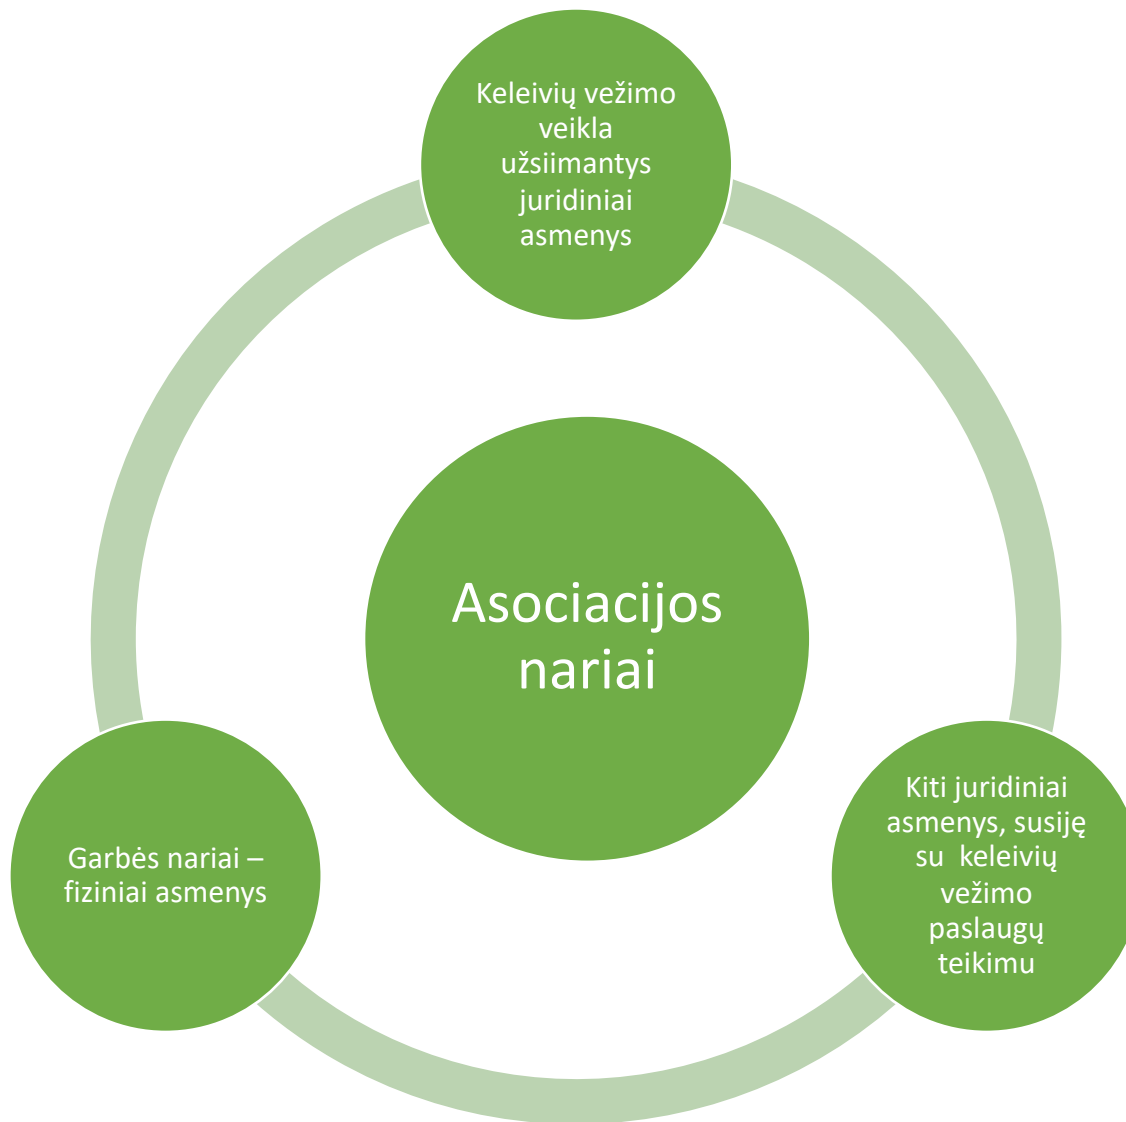 Keleivių vežimo
veikla
užsiimantys
juridiniai
asmenys
Asociacijos
nariai
Kiti juridiniai
asmenys, susiję
su  keleivių
vežimo
paslaugų
teikimu
Garbės nariai –
fiziniai asmenys